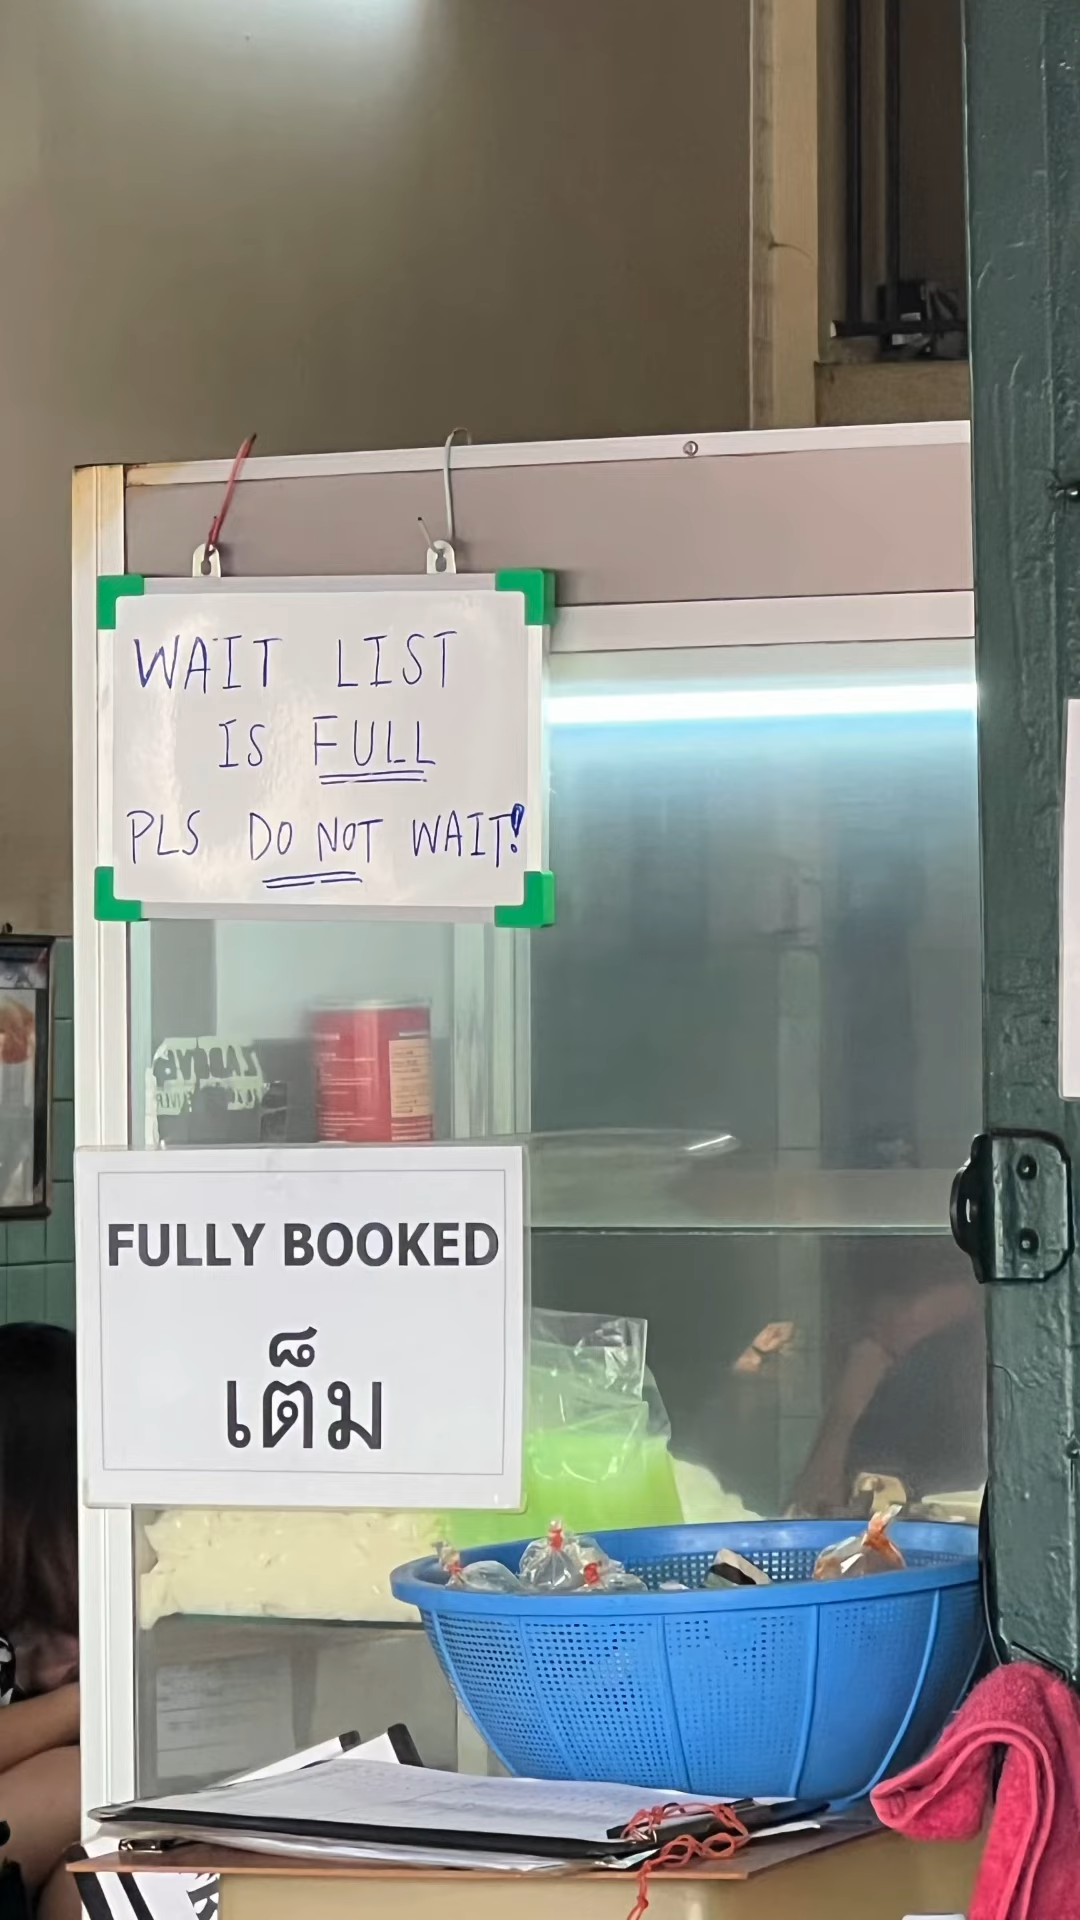 WAIT LIST
IS FULL
PLS DO NOT WAIT!
FULLY BOOKED
เต็ม